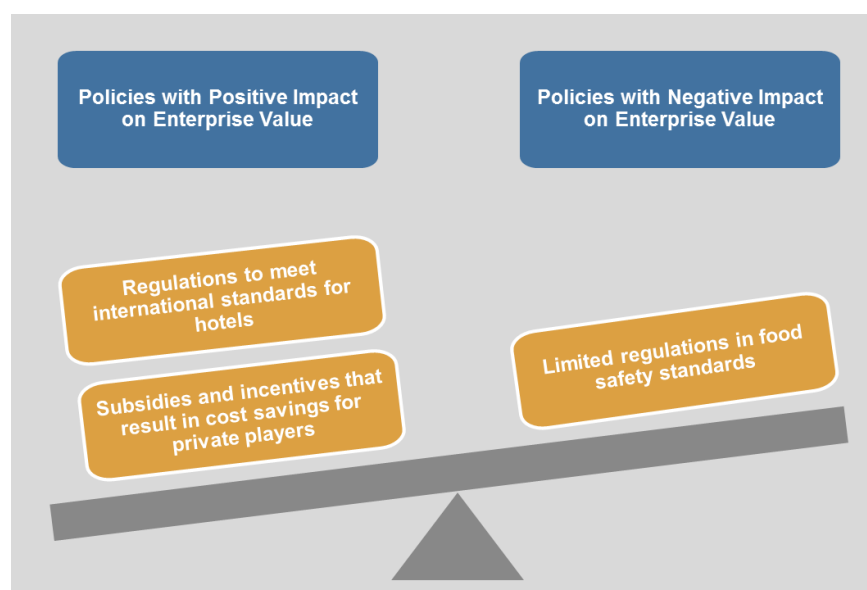 Policies with Positive Impact
on Enterprise Value
Policies with Negative Impact
on Enterprise Value
Regulations to meet
international standards for
hotels
Subsidies and incentives that
result in cost savings for
private players
Limited regulations in food
safety standards